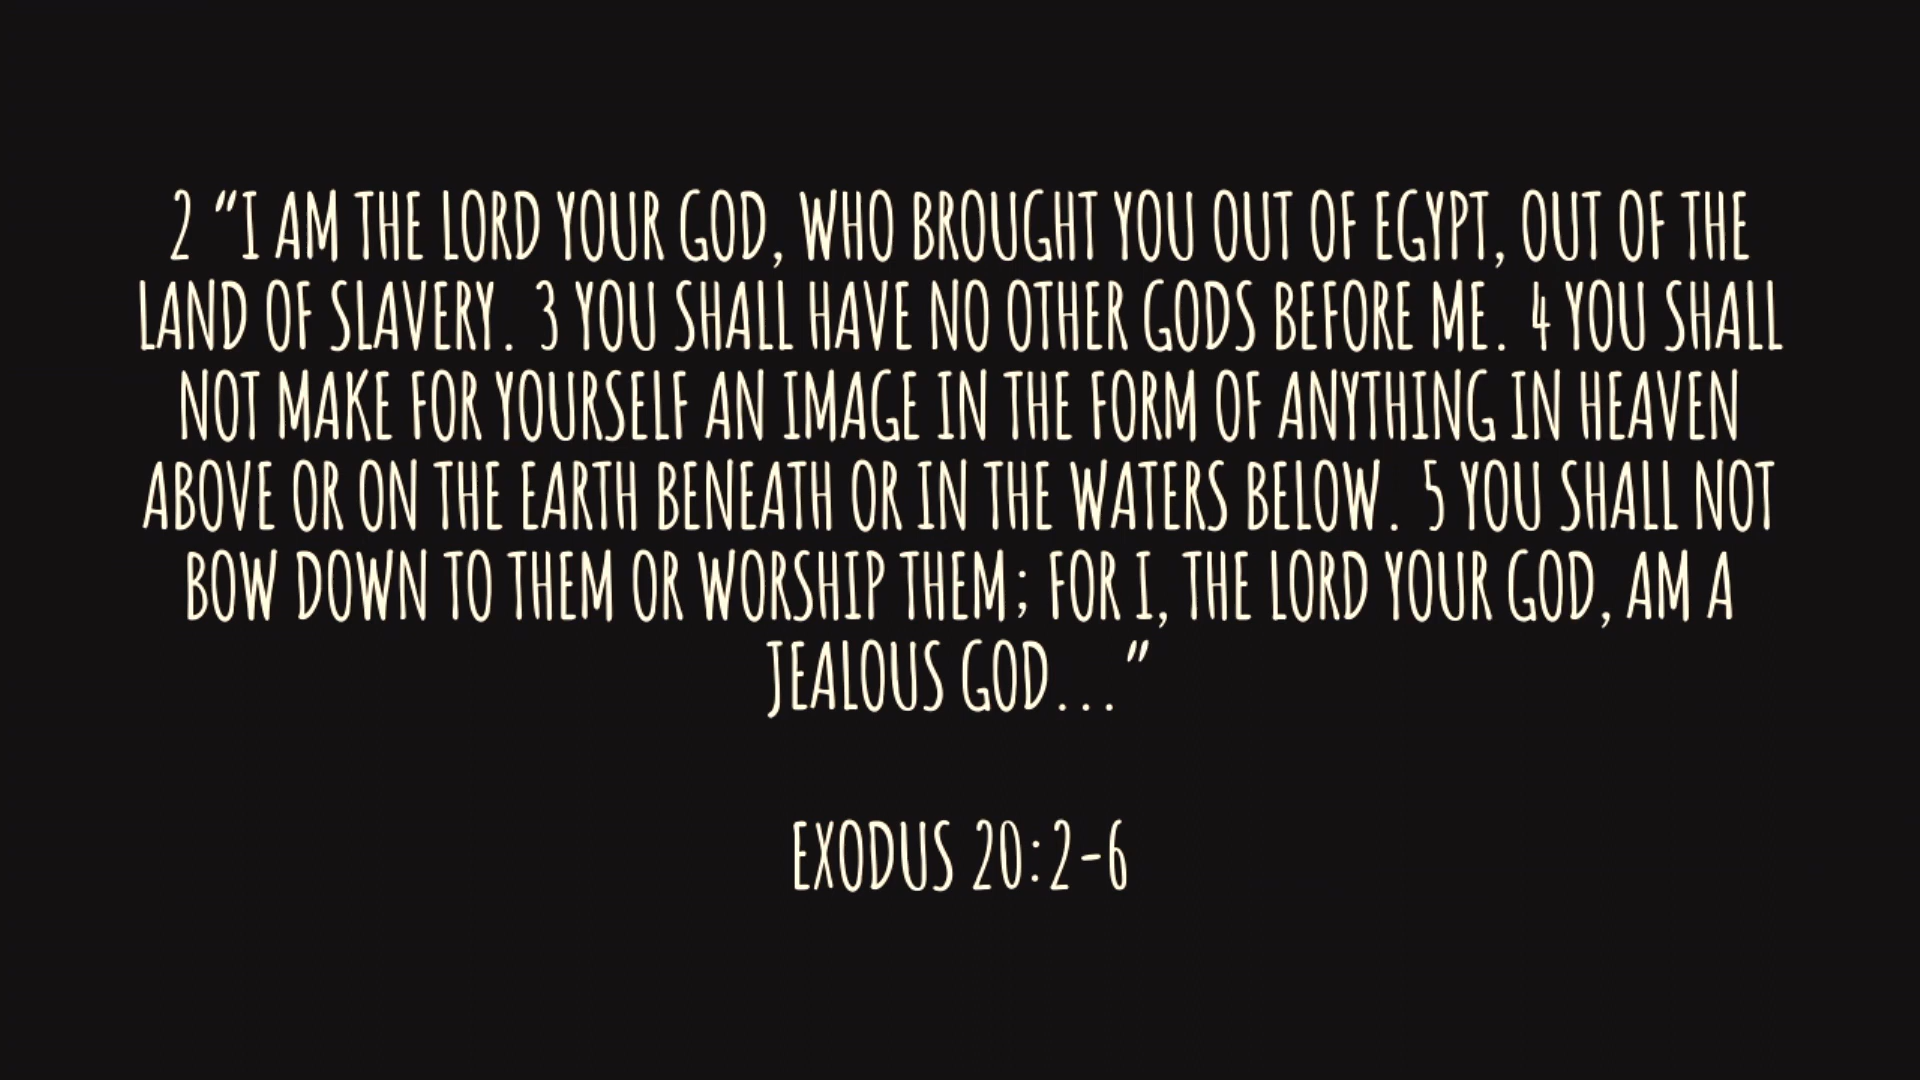 2 “I AM THE LORD YOUR GOD, WHO BROUGHT YOU OUT OF EGYPT, OUT OF THE
LAND OF SLAVERY. 3 YOU SHALL HAVE NO OTHER GODS BEFORE ME. 4 YOU SHALL
NOT MAKE FOR YOURSELF AN IMAGE IN THE FORM OF ANYTHING IN HEAVEN
ABOVE OR ON THE EARTH BENEATH OR IN THE WATERS BELOW. 5 YOU SHALL NOT
BOW DOWN TO THEM OR WORSHIP THEM; FOR I, THE LORD YOUR GOD, AM A
JEALOUS GOD...”
EXODUS 20:2-6